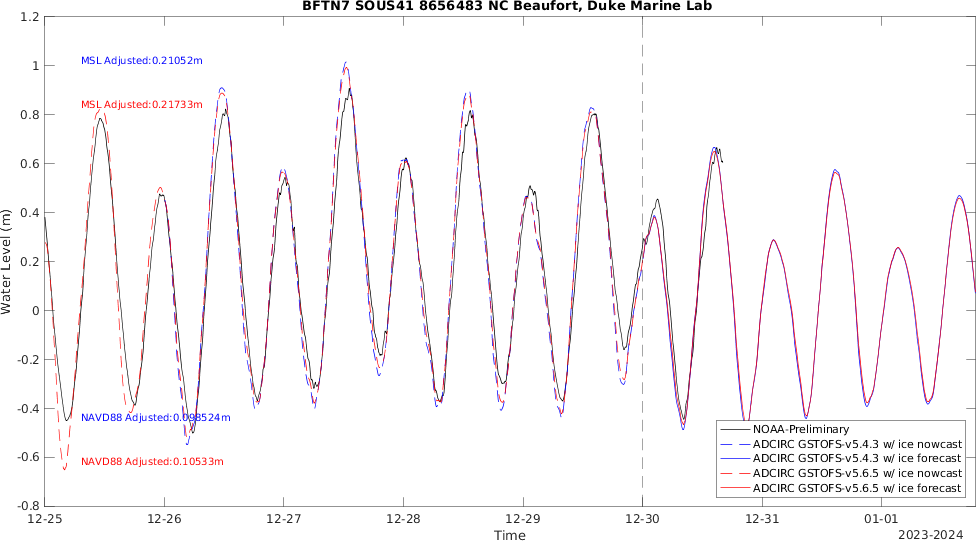 BFTN7 SOUS41 8656483 NC Beaufort, Duke Marine Lab
1.2
1
0.8
0.6
0.4
0.2
0
-0.2
-0.4
-0.6
-0.8
Water Level (m)
MSL Adjusted:0.21052m
MSL Adjusted:0.21733m
NAVD88 Adjusted:0.098524m
NAVD88 Adjusted:0.10533m
NOAA-Preliminary
ADCIRC GSTOFS-v5.4.3 w/ ice nowcast
ADCIRC GSTOFS-v5.4.3 w/ ice forecast
ADCIRC GSTOFS-v5.6.5 w/ ice nowcast
ADCIRC GSTOFS-v5.6.5 w/ ice forecast
12-25 12-26 12-27 12-28 12-29 12-30 12-31 01-01
Time
2023-2024